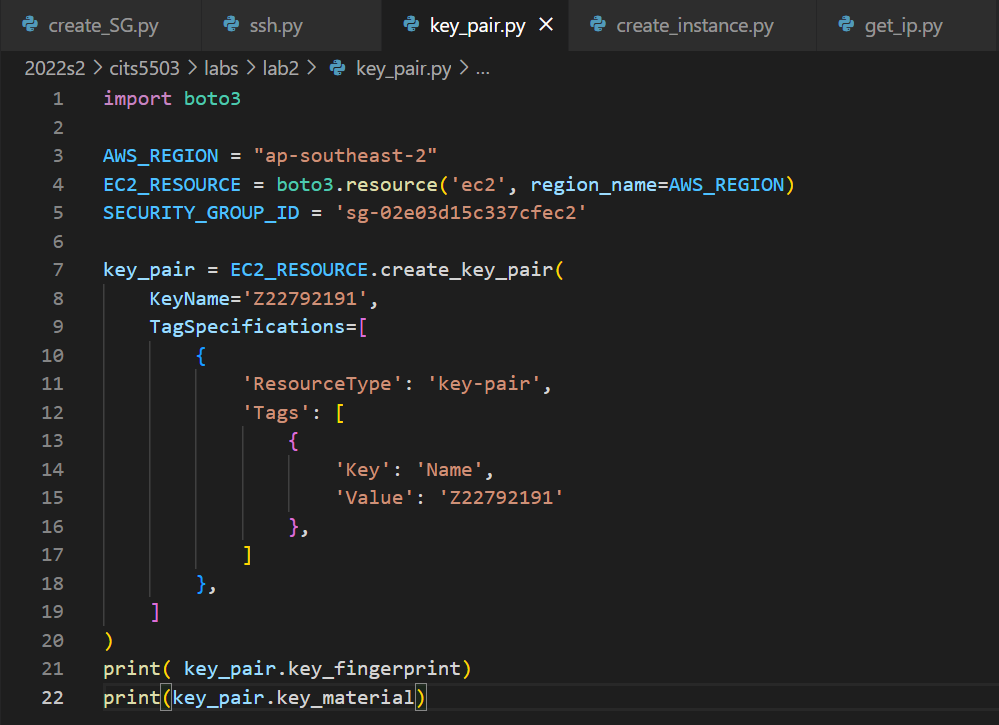 create_SG.py ssh.py key_pair.py × create_instance.py get_ip.py
2022s2 > cits5503 > labs > lab2 > key_pair.py > ...
1 import boto3
2
3 AWS_REGION = "ap-southeast-2"
4 EC2_RESOURCE = boto3.resource('ec2', region_name=AWS_REGION)
5 SECURITY_GROUP_ID = 'sg-02e03d15c337cfec2'
6
7 key_pair = EC2_RESOURCE.create_key_pair(
8     KeyName='Z22792191',
9     TagSpecifications=[
10         {
11             'ResourceType': 'key-pair',
12             'Tags': [
13                 {
14                     'Key': 'Name',
15                     'Value': 'Z22792191'
16                 },
17             ]
18         },
19     ]
20 )
21 print( key_pair.key_fingerprint)
22 print(key_pair.key_material)